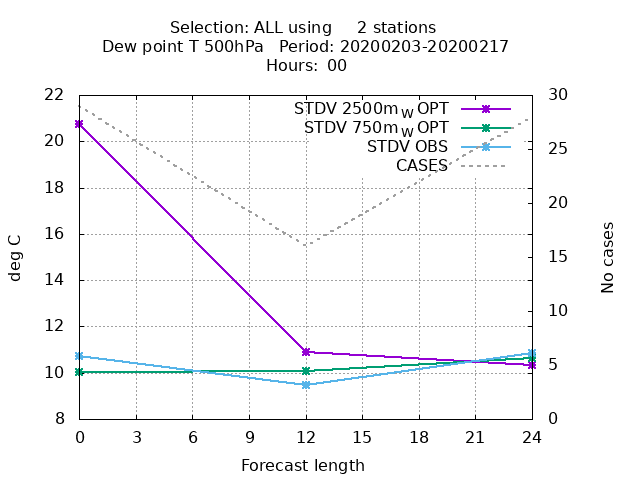 Selection: ALL using 2 stations
Dew point T 500hPa Period: 20200203-20200217
Hours: 00
STDV 2500m_W OPT
STDV 750m_W OPT
STDV OBS
CASES
22
20
18
16
14
12
10
8
30
25
20
15
10
5
0
deg C
No cases
0 3 6 9 12 15 18 21 24
Forecast length